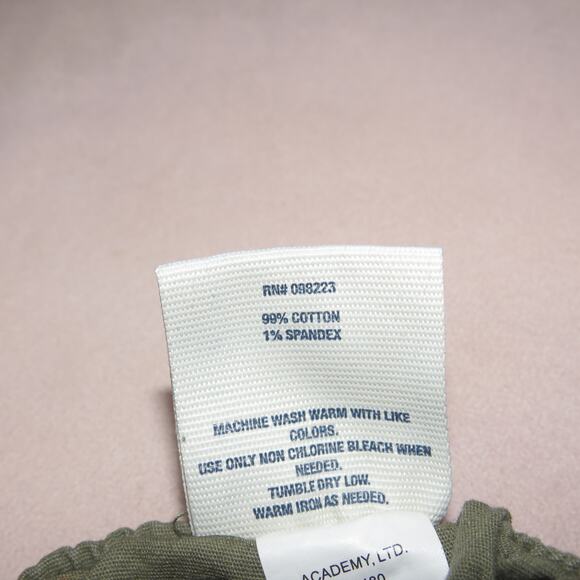 RN# 098223
99% COTTON
1% SPANDEX
MACHINE WASH WARM WITH LIKE
COLORS.
USE ONLY NON CHLORINE BLEACH WHEN
NEEDED.
TUMBLE DRY LOW.
WARM IRON AS NEEDED.
ACADEMY, LTD.